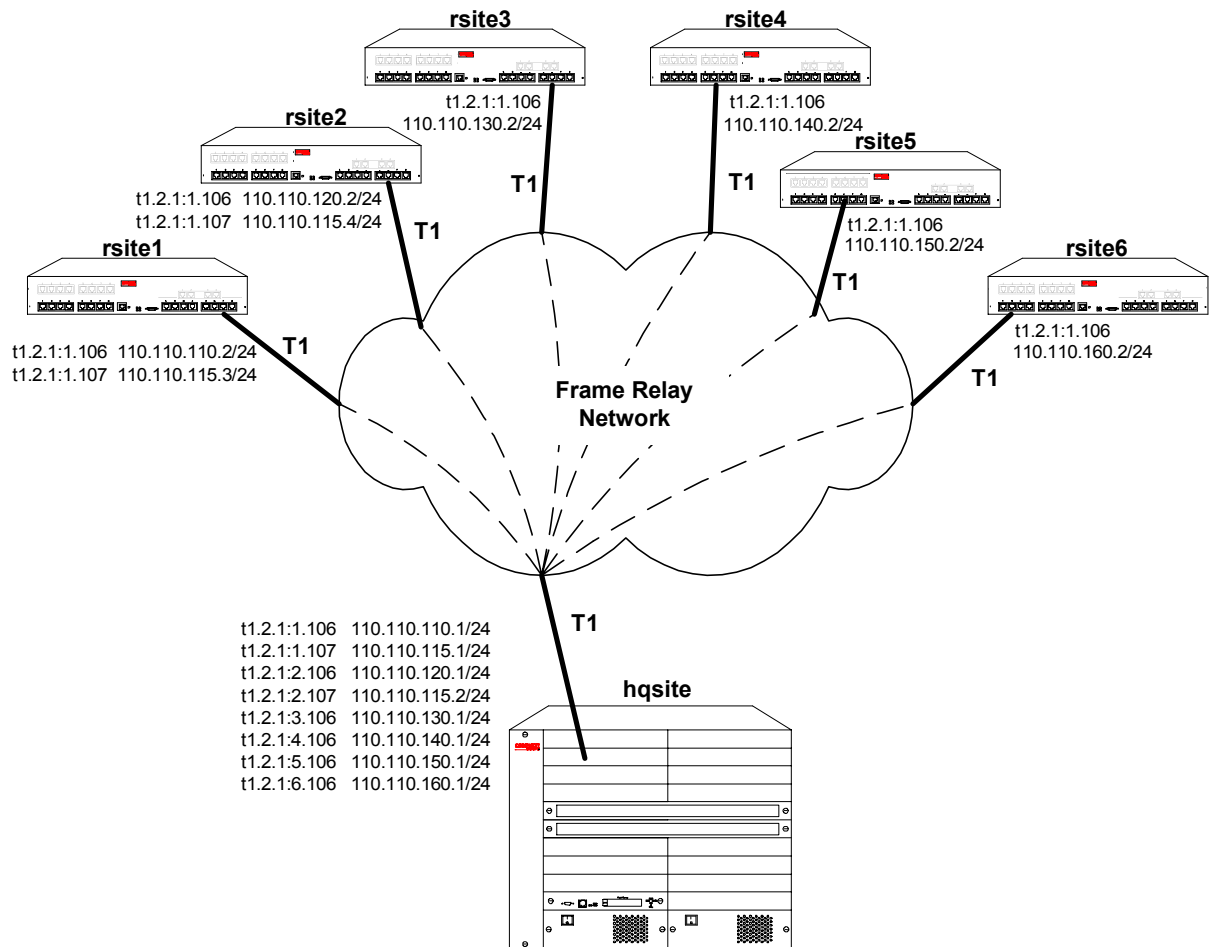 rsite3
rsite4
t1.2.1:1.106
110.110.130.2/24
t1.2.1:1.106
110.110.140.2/24
rsite2
rsite5
T1
T1
t1.2.1:1.106 110.110.120.2/24
t1.2.1:1.107 110.110.115.4/24
t1.2.1:1.106
110.110.150.2/24
T1
rsite1
rsite6
T1
t1.2.1:1.106
110.110.160.2/24
t1.2.1:1.106 110.110.110.2/24
t1.2.1:1.107 110.110.115.3/24
T1
T1
Frame Relay
Network
T1
t1.2.1:1.106 110.110.110.1/24
t1.2.1:1.107 110.110.115.1/24
t1.2.1:2.106 110.110.120.1/24
t1.2.1:2.107 110.110.115.2/24
t1.2.1:3.106 110.110.130.1/24
t1.2.1:4.106 110.110.140.1/24
t1.2.1:5.106 110.110.150.1/24
t1.2.1:6.106 110.110.160.1/24
hqsite